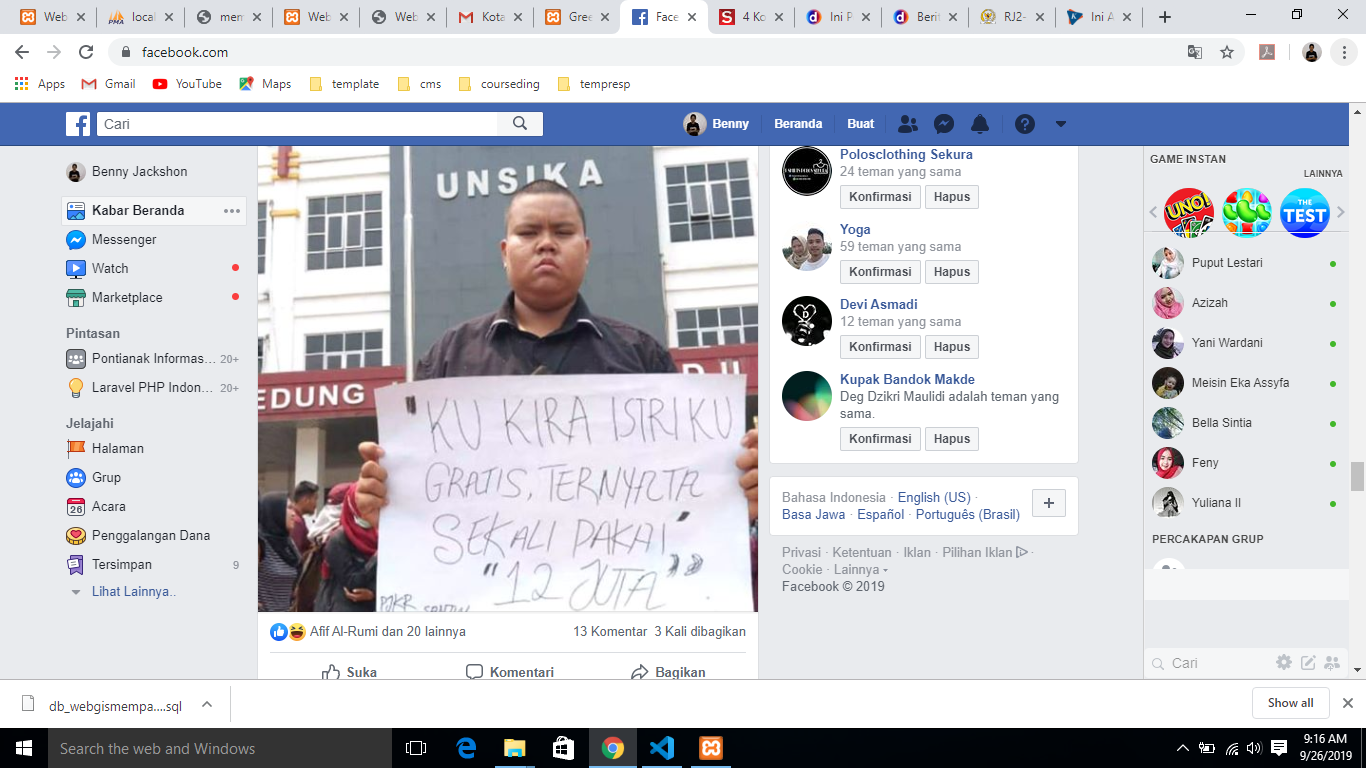 Web
local
men
Web
Web
Kota
Gree
Face
4 Ko
Ini P
Berit
RJ2-
Ini A
facebook.com
Apps
Gmail
YouTube
Maps
template
cms
courseding
tempresp
Cari
Benny
Beranda
Buat
Benny Jackshon
Kabar Beranda
Messenger
Watch
Marketplace
Pintasan
Pontianak Informas... 20+
Laravel PHP Indon... 20+
Jelajahi
Halaman
Grup
26 Acara
Penggalangan Dana
Tersimpan 9
Lihat Lainnya..
UNSIKA
EDUNG
KU KIRA ISTRIKU
GRATIS, TERNYATA
SEKALI PAKAI
"12 JUTA"
PJKR
Afif Al-Rumi dan 20 lainnya
13 Komentar 3 Kali dibagikan
Suka
Komentari
Bagikan
Polosclothing Sekura
24 teman yang sama
Konfirmasi Hapus
Yoga
59 teman yang sama
Konfirmasi Hapus
Devi Asmadi
12 teman yang sama
Konfirmasi Hapus
Kupak Bandok Makde
Deg Dzikri Maulidi adalah teman yang
sama.
Konfirmasi Hapus
Bahasa Indonesia · English (US) ·
Basa Jawa · Español · Português (Brasil)
Privasi · Ketentuan · Iklan · Pilihan Iklan ·
Cookie · Lainnya
Facebook © 2019
GAME INSTAN
LAINNYA
UNO!
THE
TEST
Puput Lestari
Azizah
Yani Wardani
Meisin Eka Assyfa
Bella Sintia
Feny
Yuliana II
PERCAKAPAN GRUP
Cari
db_webgismempa....sql
Show all
Search the web and Windows
9:16 AM
9/26/2019